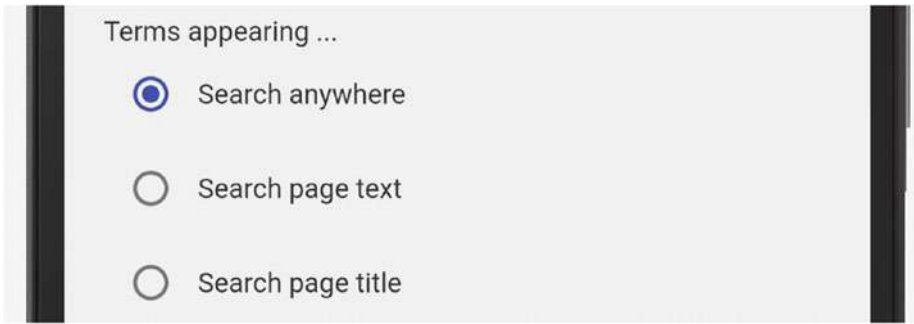 Terms appearing ...
Search anywhere
Search page text
Search page title